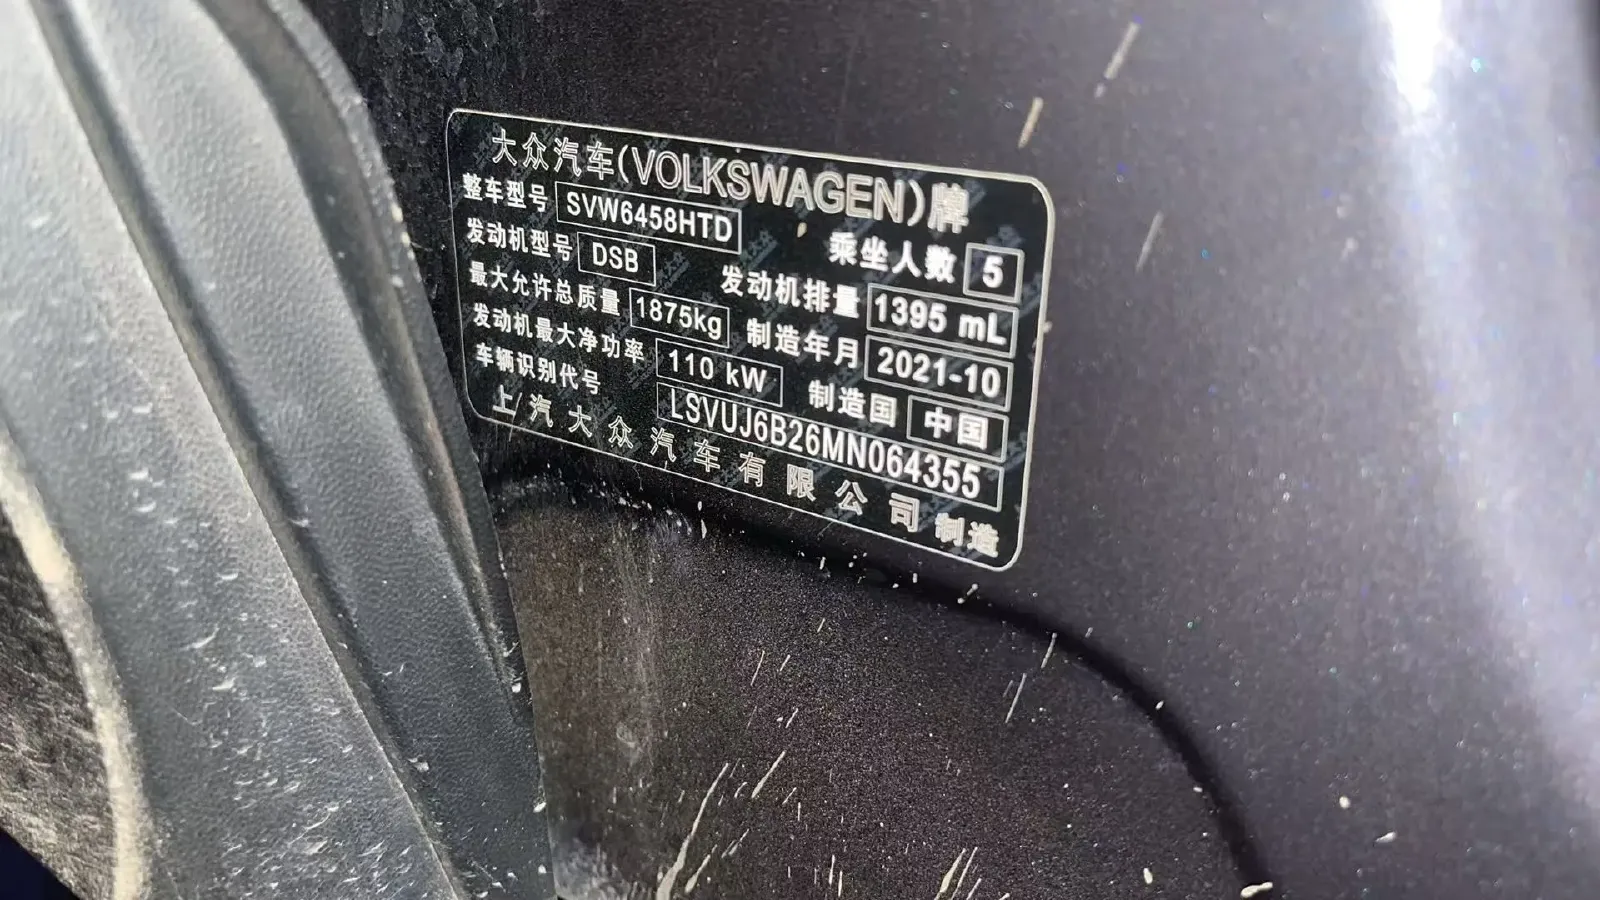 大众汽车(VOLKSWAGEN)牌
整车型号 SVW6458HTD 乘坐人数 5
发动机型号 DSB 发动机排量 1395 mL
最大允许总质量 1875kg 制造年月 2021-10
发动机最大净功率 110 kW 制造国 中国
车辆识别代号 LSVUJ6B26MN064355
上汽大众汽车有限公司制造